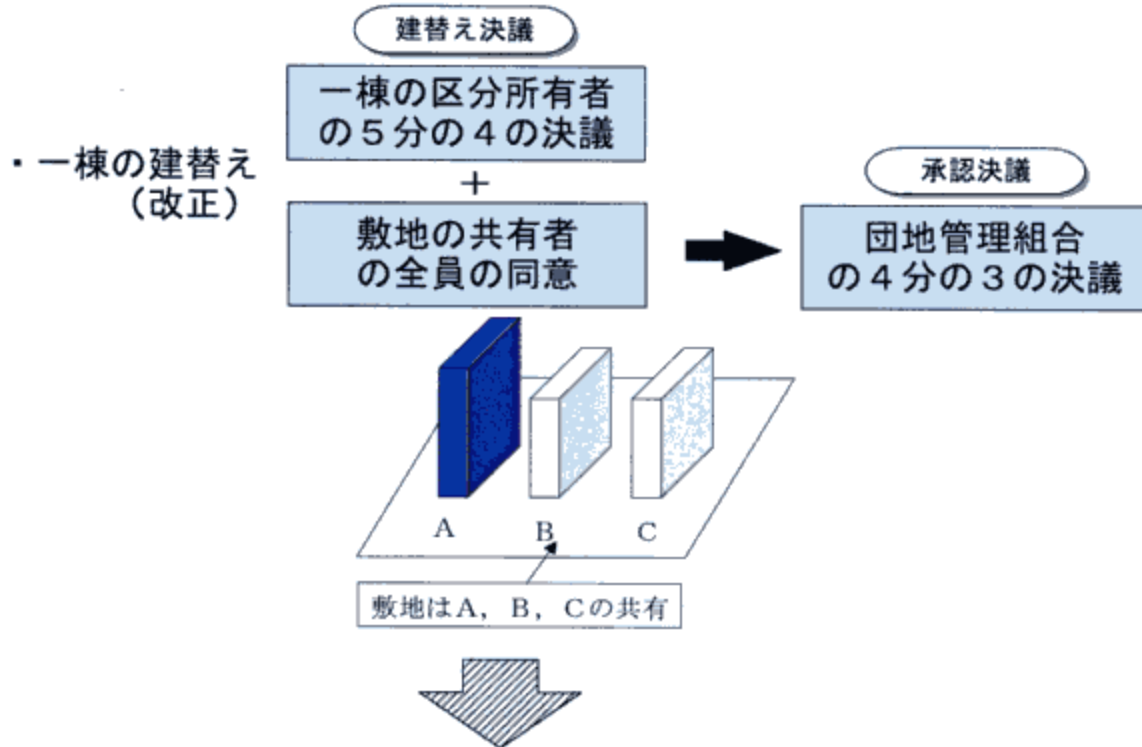 建替え決議
一棟の区分所有者
の5分の4の決議
・一棟の建替え
（改正）
＋
敷地の共有者
の全員の同意
承認決議
団地管理組合
の4分の3の決議
A
B
C
敷地はA，B，Cの共有